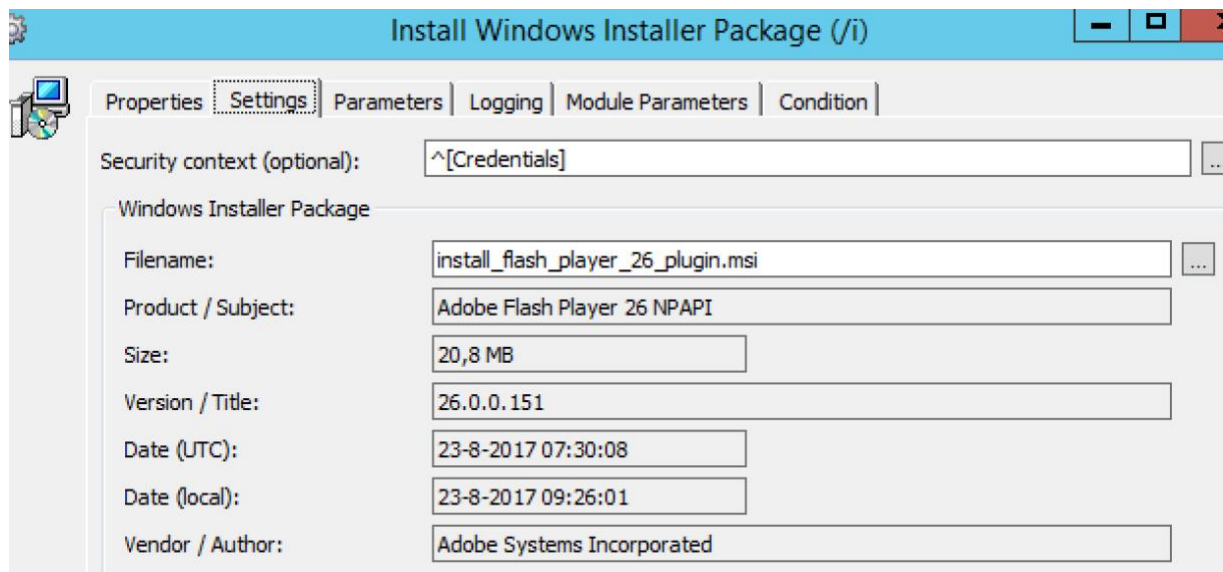 Install Windows Installer Package (/i)
Properties Settings Parameters Logging Module Parameters Condition
Security context (optional): ^[Credentials] ...
Windows Installer Package
Filename: install_flash_player_26_plugin.msi ...
Product / Subject: Adobe Flash Player 26 NPAPI
Size: 20,8 MB
Version / Title: 26.0.0.151
Date (UTC): 23-8-2017 07:30:08
Date (local): 23-8-2017 09:26:01
Vendor / Author: Adobe Systems Incorporated